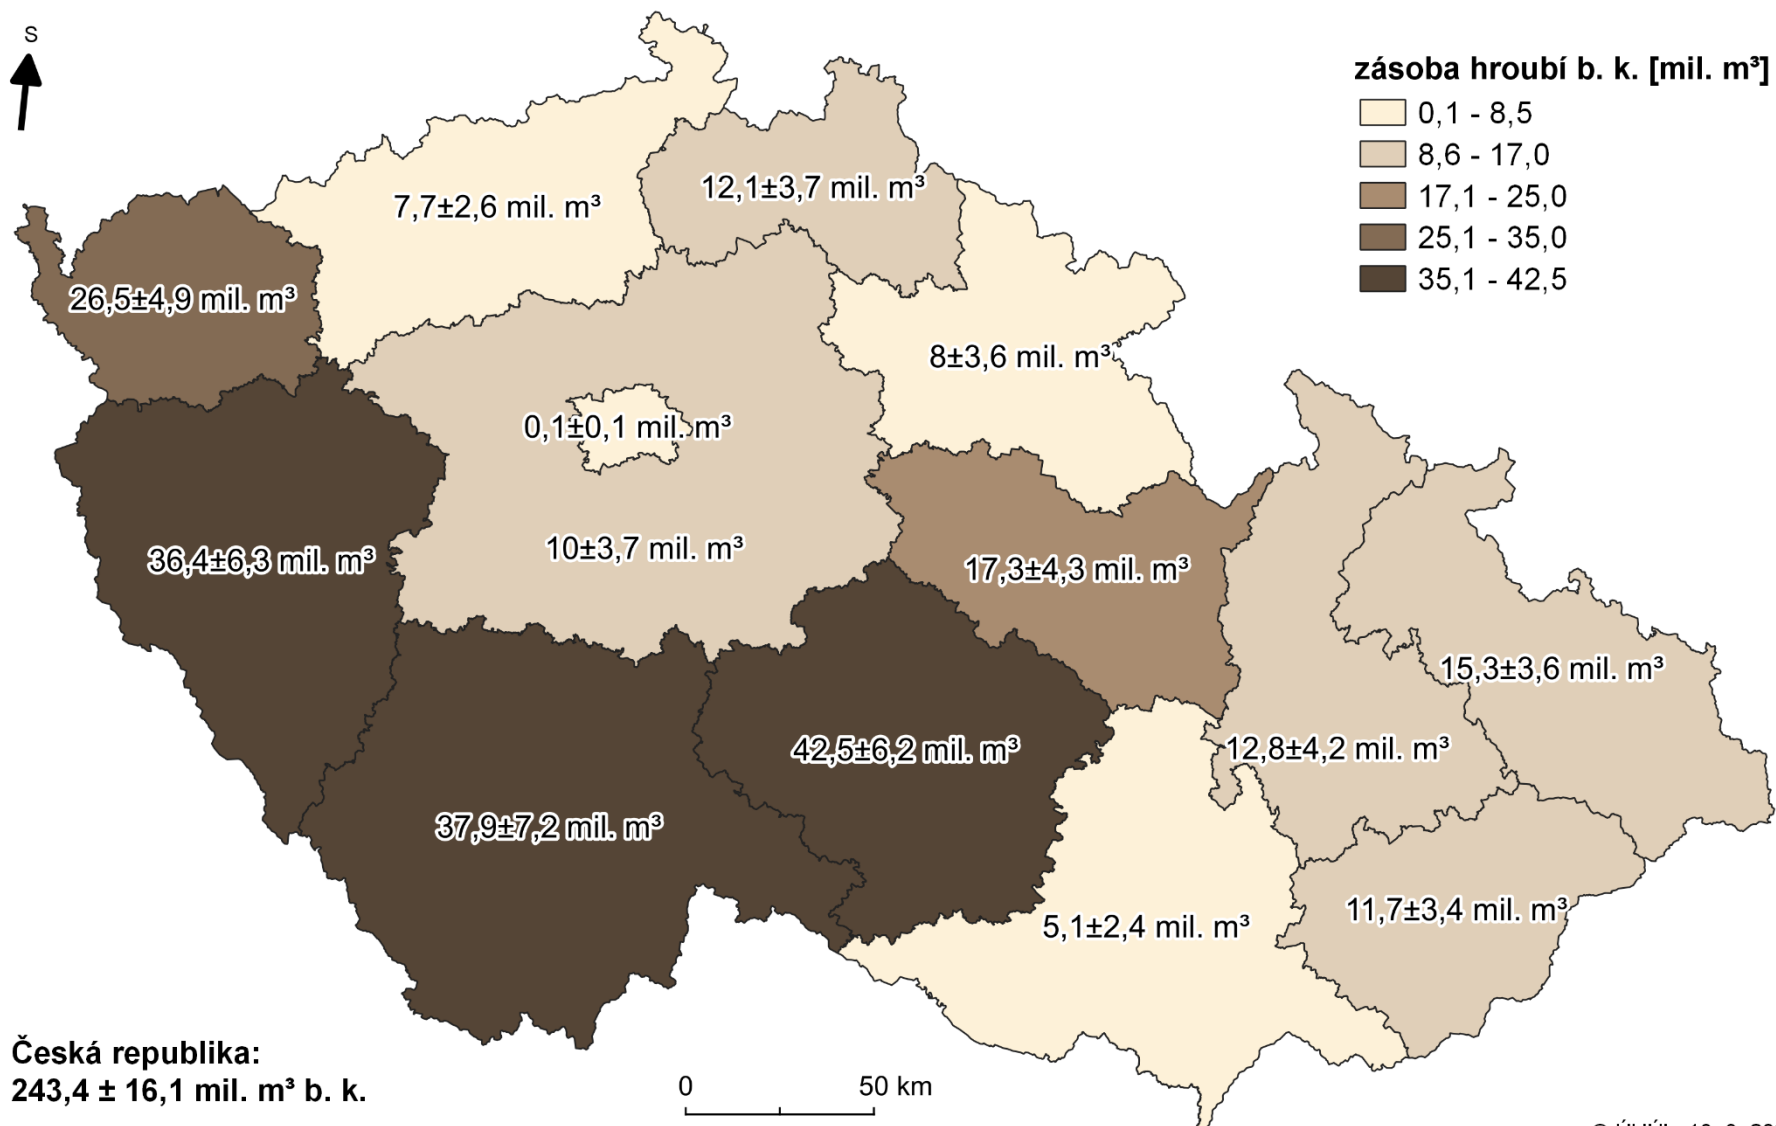 S
zásoba hroubí b. k. [mil. m³]
0,1 - 8,5
8,6 - 17,0
17,1 - 25,0
25,1 - 35,0
35,1 - 42,5
12,1±3,7 mil. m³
7,7±2,6 mil. m³
26,5±4,9 mil. m³
8±3,6 mil. m³
0,1±0,1 mil. m³
10±3,7 mil. m³
36,4±6,3 mil. m³
17,3±4,3 mil. m³
15,3±3,6 mil. m³
42,5±6,2 mil. m³
12,8±4,2 mil. m³
37,9±7,2 mil. m³
11,7±3,4 mil. m³
5,1±2,4 mil. m³
Česká republika:
243,4 ± 16,1 mil. m³ b. k.
0 50 km